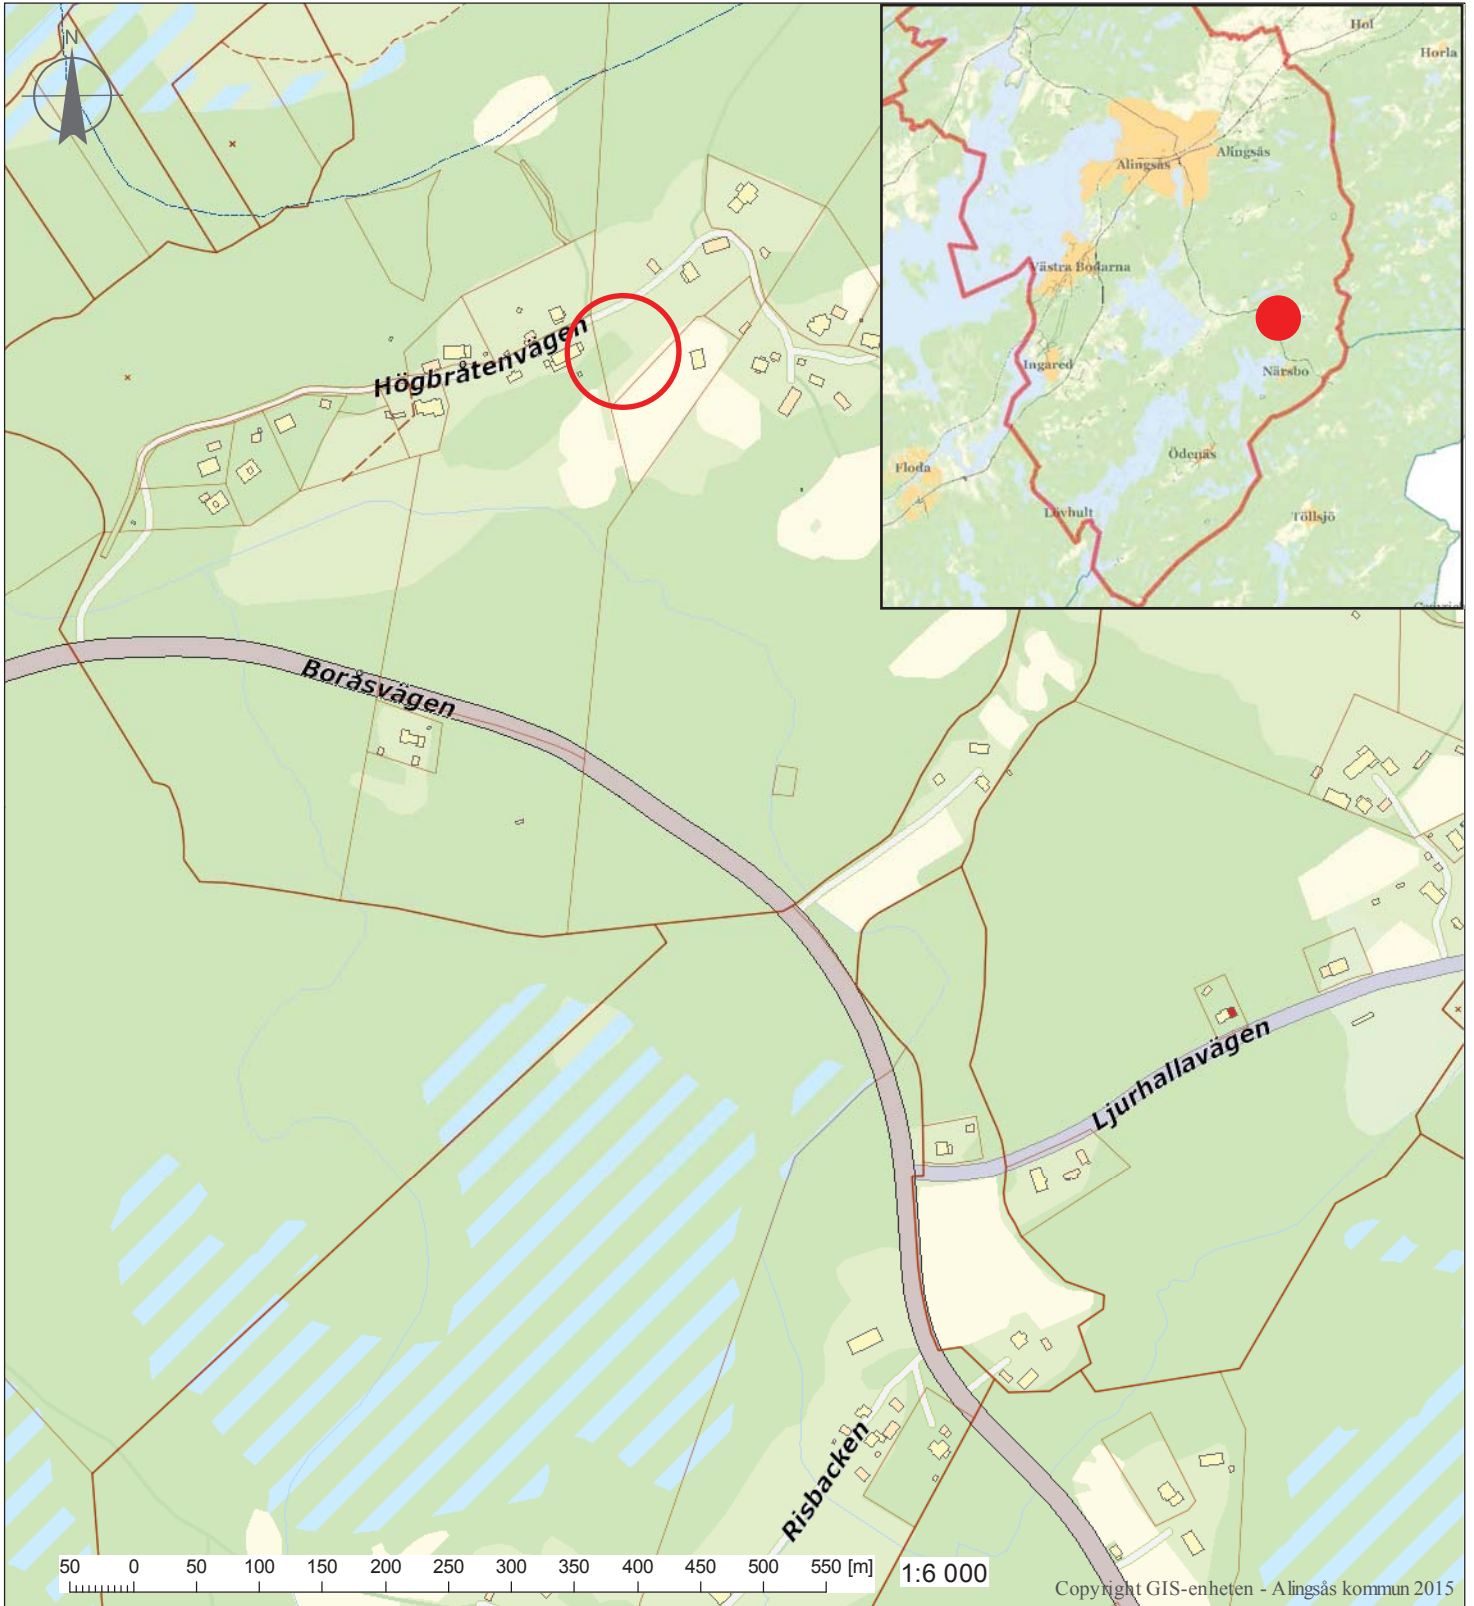 N
Hol
Horla
Alingsås
Alingsås
Västra Bodarna
Ingared
Närsbo
Ödenäs
Floda
Lövhult
Töllsjö
Högbråtenvägen
Boråsvägen
Ljurhallavägen
Risbacken
50 0 50 100 150 200 250 300 350 400 450 500 550 [m]
1:6 000
Copyright GIS-enheten - Alingsås kommun 2015